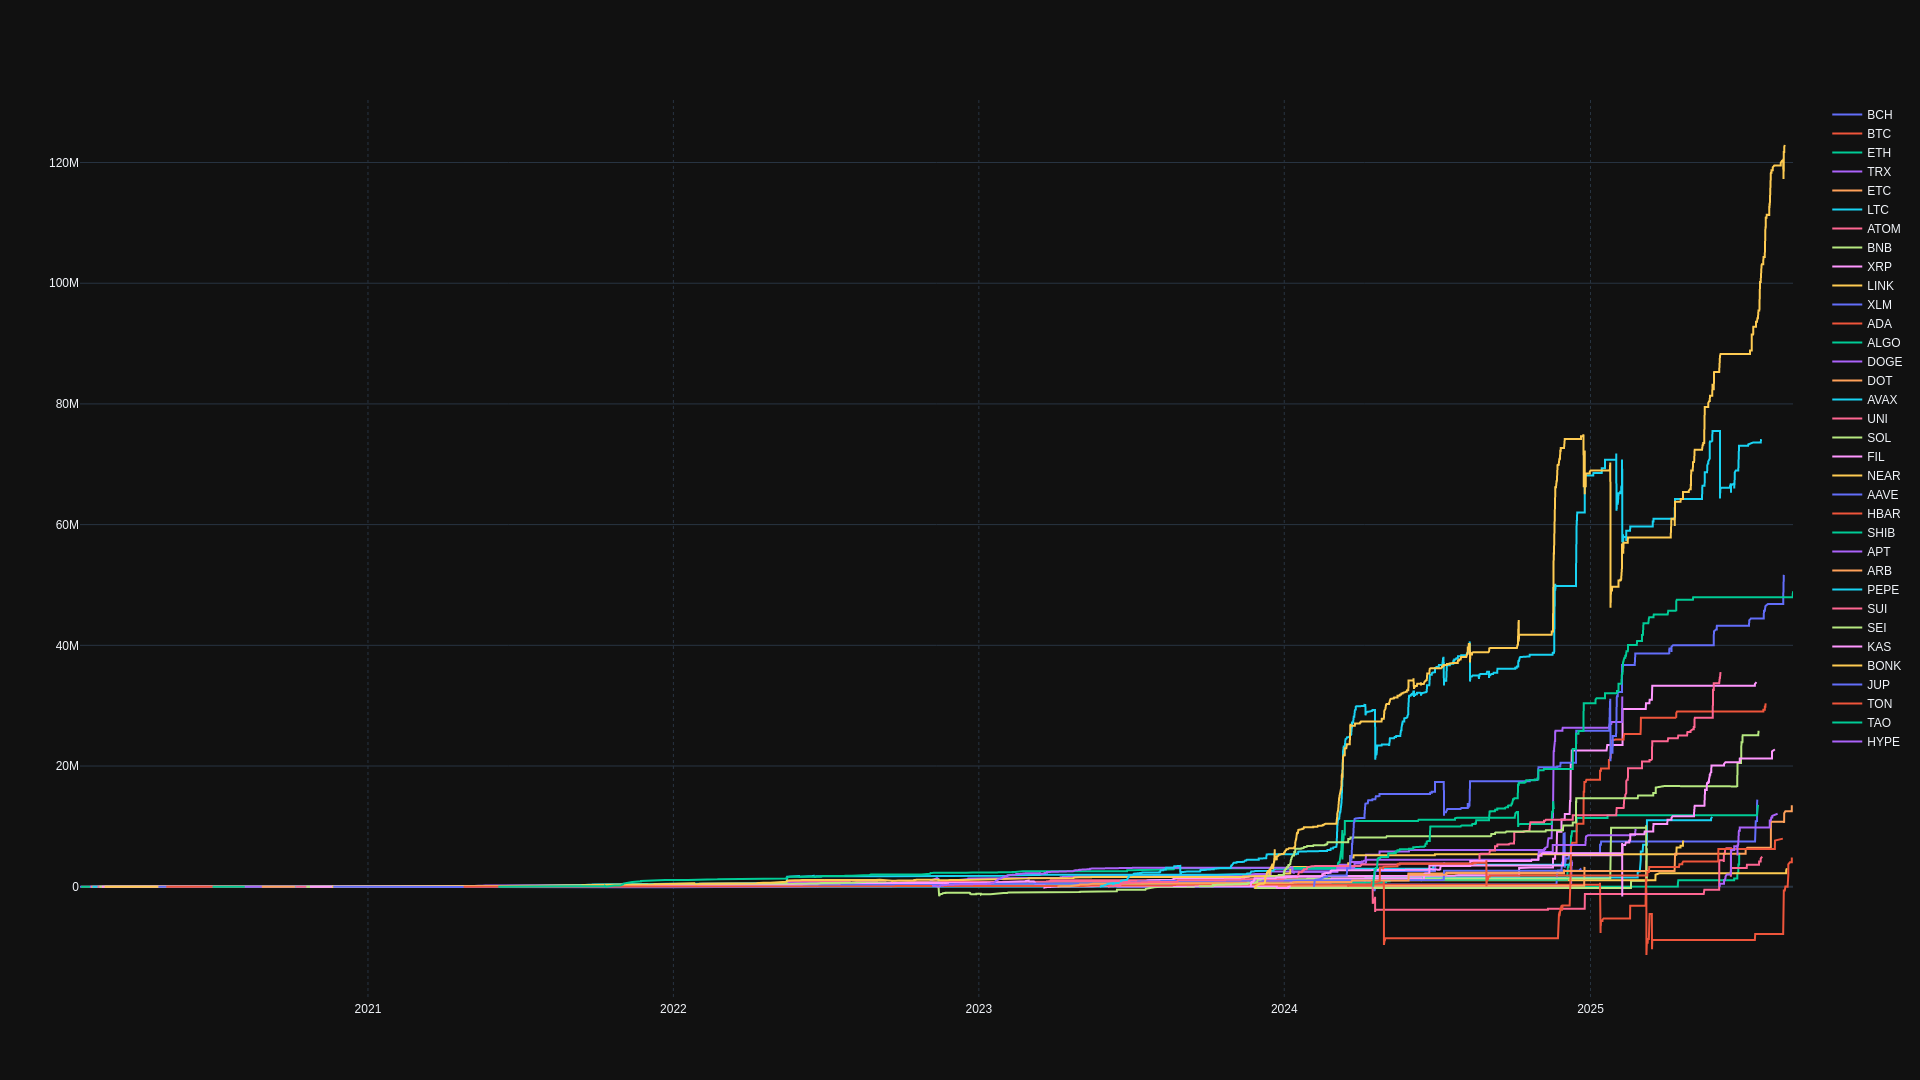 120M
100M
80M
60M
40M
20M
0
2021
2022
2023
2024
2025
BCH
BTC
ETH
TRX
ETC
LTC
ATOM
BNB
XRP
LINK
XLM
ADA
ALGO
DOGE
DOT
AVAX
UNI
SOL
FIL
NEAR
AAVE
HBAR
SHIB
APT
ARB
PEPE
SUI
SEI
KAS
BONK
JUP
TON
TAO
HYPE